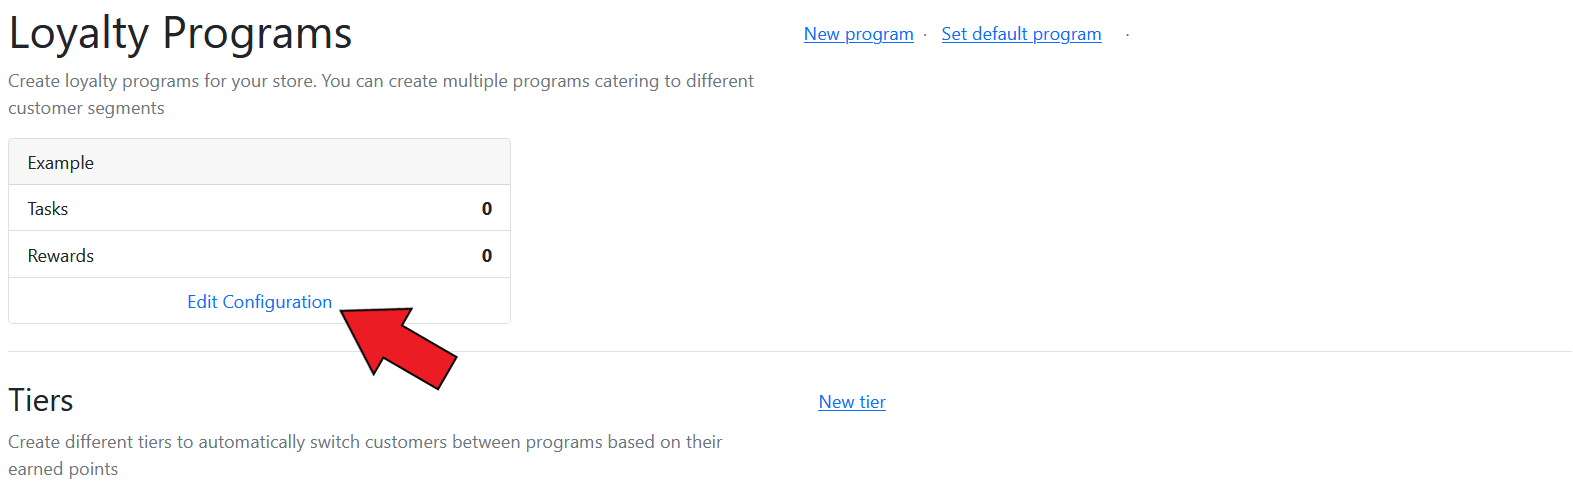 Loyalty Programs
New program · Set default program ·
Create loyalty programs for your store. You can create multiple programs catering to different
customer segments
Example
Tasks 0
Rewards 0
Edit Configuration
Tiers
New tier
Create different tiers to automatically switch customers between programs based on their
earned points